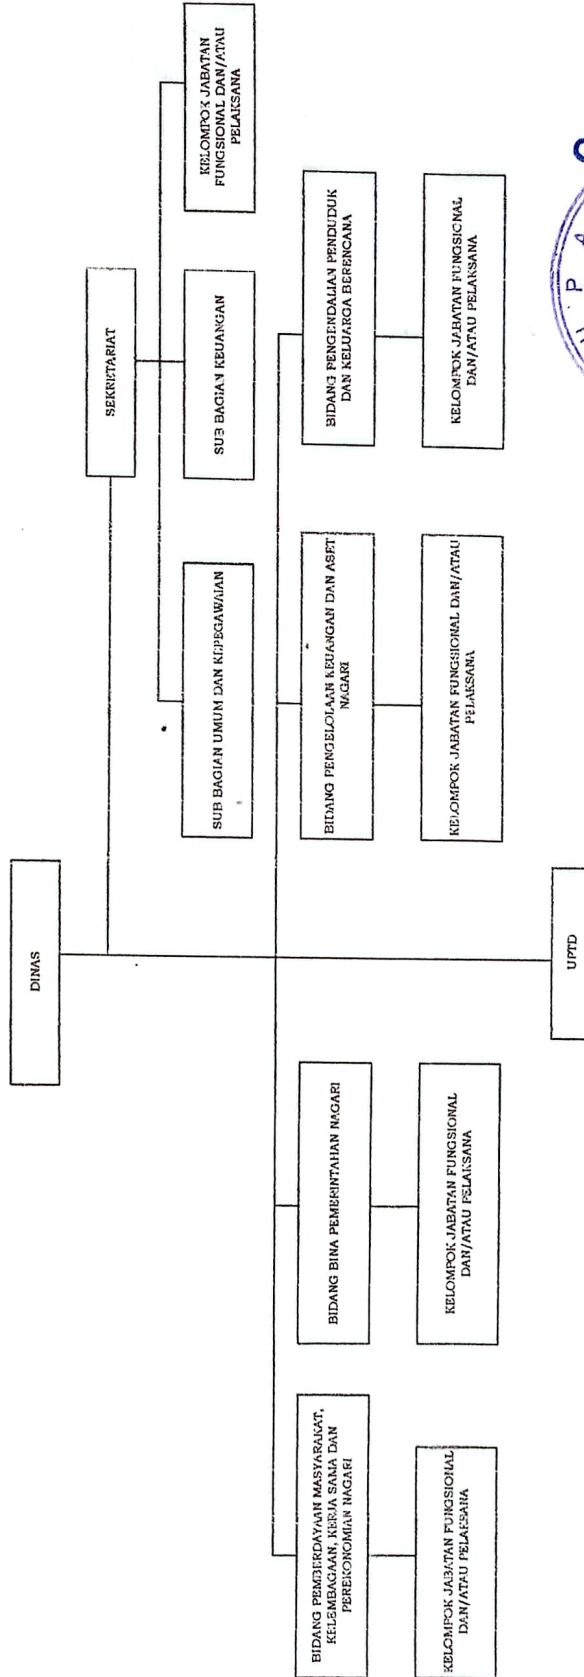 DINAS
SEKRETARIAT
SUB BAGIAN UMUM DAN KEPEGAWAIAN
SUB BAGIAN KEUANGAN
KELOMPOK JABATAN
FUNGSIONAL DAN/ATAU
PELAKSANA
BIDANG PEMBERDAYAAN MASYARAKAT,
KELEMBAGAAN, KERJA SAMA DAN
PEREKONOMIAN NAGARI
BIDANG BINA PEMERINTAHAN NAGARI
BIDANG PENGELOLAAN KEUANGAN DAN ASET
NAGARI
BIDANG PENGENDALIAN PENDUDUK
DAN KELUARGA BERENCANA
KELOMPOK JABATAN FUNGSIONAL
DAN/ATAU PELAKSANA
KELOMPOK JABATAN FUNGSIONAL
DAN/ATAU PELAKSANA
KELOMPOK JABATAN FUNGSIONAL DAN/ATAU
PELAKSANA
KELOMPOK JABATAN FUNGSIONAL
DAN/ATAU PELAKSANA
UPTD